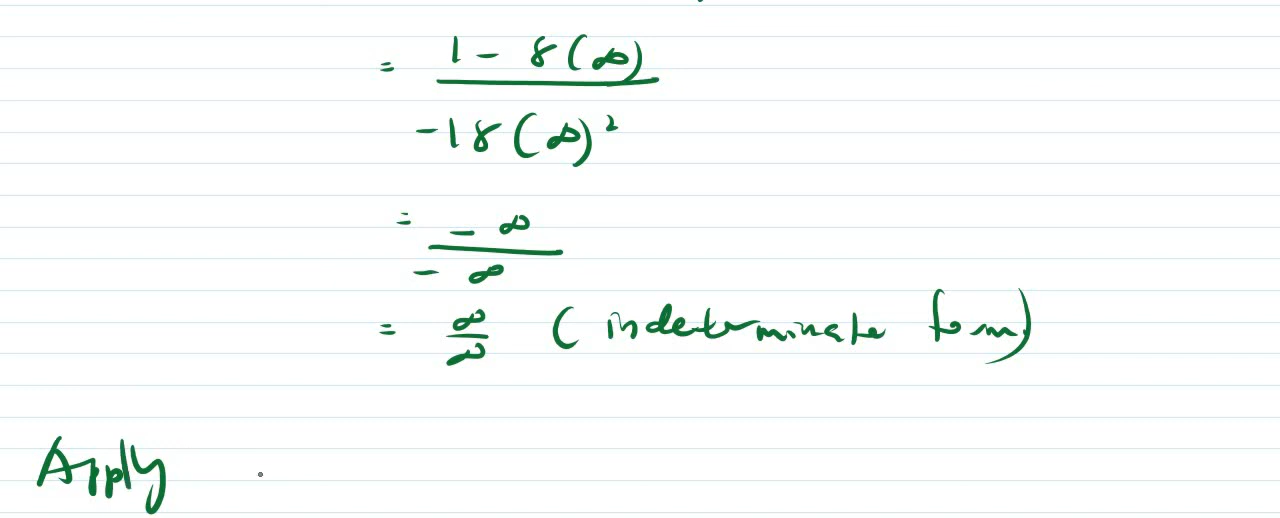 = 1 - 8(∞)
-18(∞)²
= - ∞
- ∞
= ∞
∞ (indeterminate form)
Apply